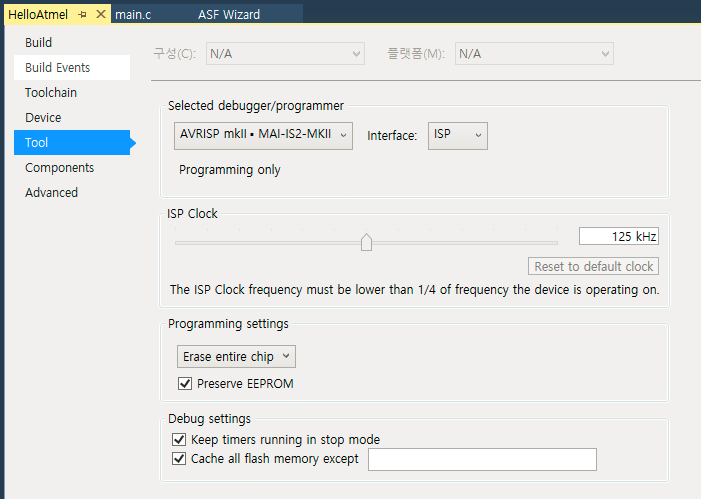 HelloAtmel main.c ASF Wizard
Build
Build Events
Toolchain
Device
Tool
Components
Advanced
구성(C): N/A 플랫폼(M): N/A
Selected debugger/programmer
AVRISP mkII • MAI-IS2-MKII Interface: ISP
Programming only
ISP Clock
125 kHz
Reset to default clock
The ISP Clock frequency must be lower than 1/4 of frequency the device is operating on.
Programming settings
Erase entire chip
Preserve EEPROM
Debug settings
Keep timers running in stop mode
Cache all flash memory except